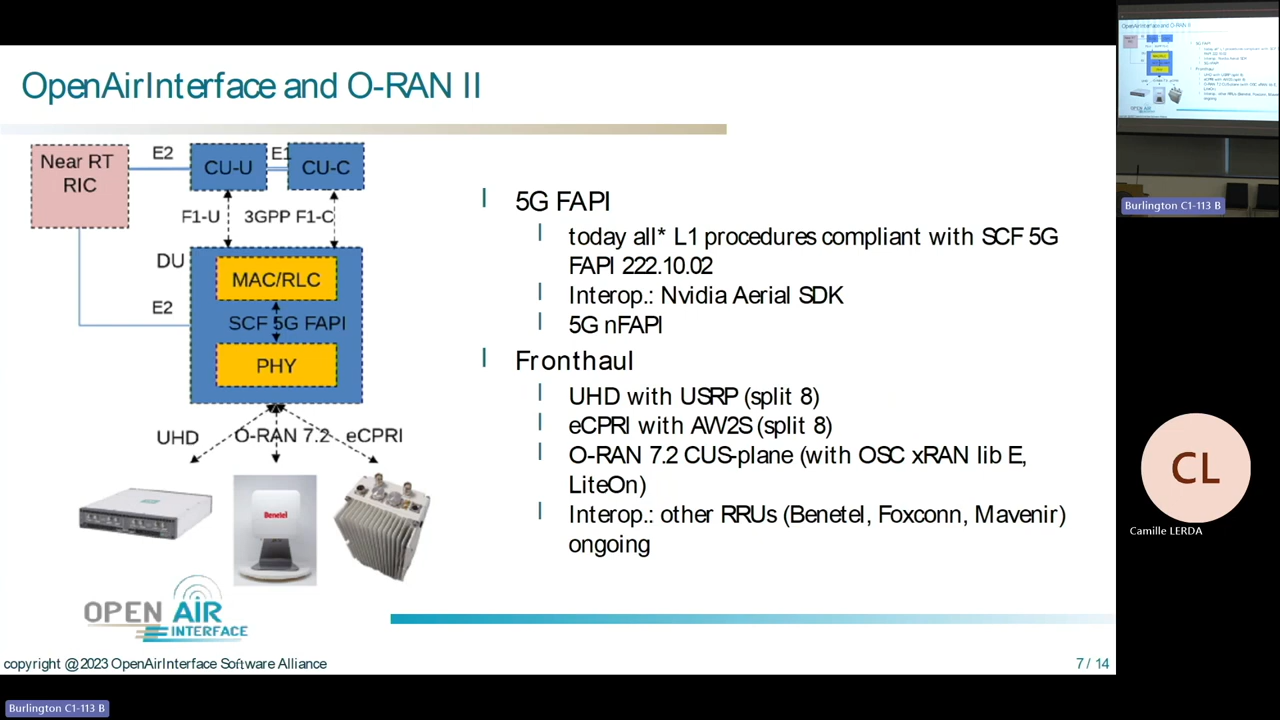 OpenAirInterface and O-RAN II
Near RT
RIC
E2
CU-U
E1
CU-C
F1-U
3GPP F1-C
DU
MAC/RLC
E2
SCF 5G FAPI
PHY
UHD
O-RAN 7.2
eCPRI
Benetel
OPEN AIR
INTERFACE
5G FAPI
today all* L1 procedures compliant with SCF 5G
FAPI 222.10.02
Interop.: Nvidia Aerial SDK
5G nFAPI
Fronthaul
UHD with USRP (split 8)
eCPRI with AW2S (split 8)
O-RAN 7.2 CUS-plane (with OSC xRAN lib E,
LiteOn)
Interop.: other RRUs (Benetel, Foxconn, Mavenir)
ongoing
copyright @2023 OpenAirInterface Software Alliance
7 / 14
OpenAirInterface and O-RAN II
Burlington C1-113 B
CL
Camille LERDA
Burlington C1-113 B